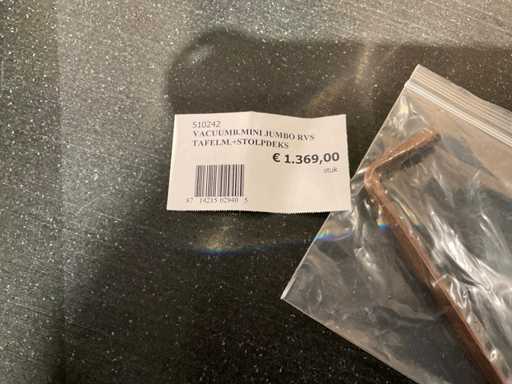 510242
VACUUMB.MINI JUMBO RVS
TAFELM.+STOLPDEKS
€ 1.369,00
stuk
87 14215 02940 5